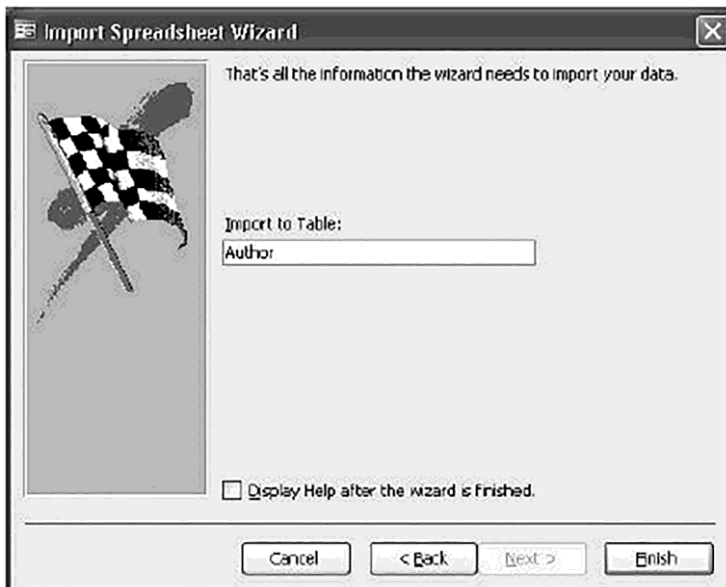 Import Spreadsheet Wizard
That's all the information the wizard needs to import your data.
Import to Table:
Author
Display Help after the wizard is finished.
Cancel
< Back
Next >
Finish